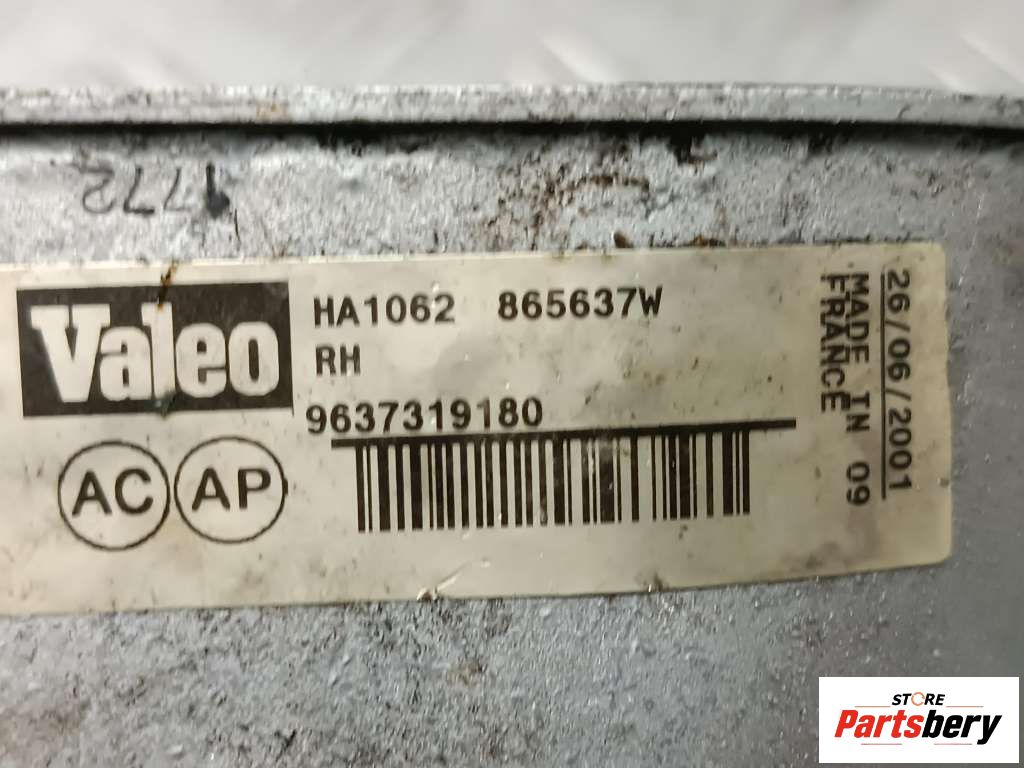 1772
Valeo
HA1062 865637W
RH
9637319180
AC AP
26/06/2001
MADE IN 09
FRANCE
STORE
Partsbery